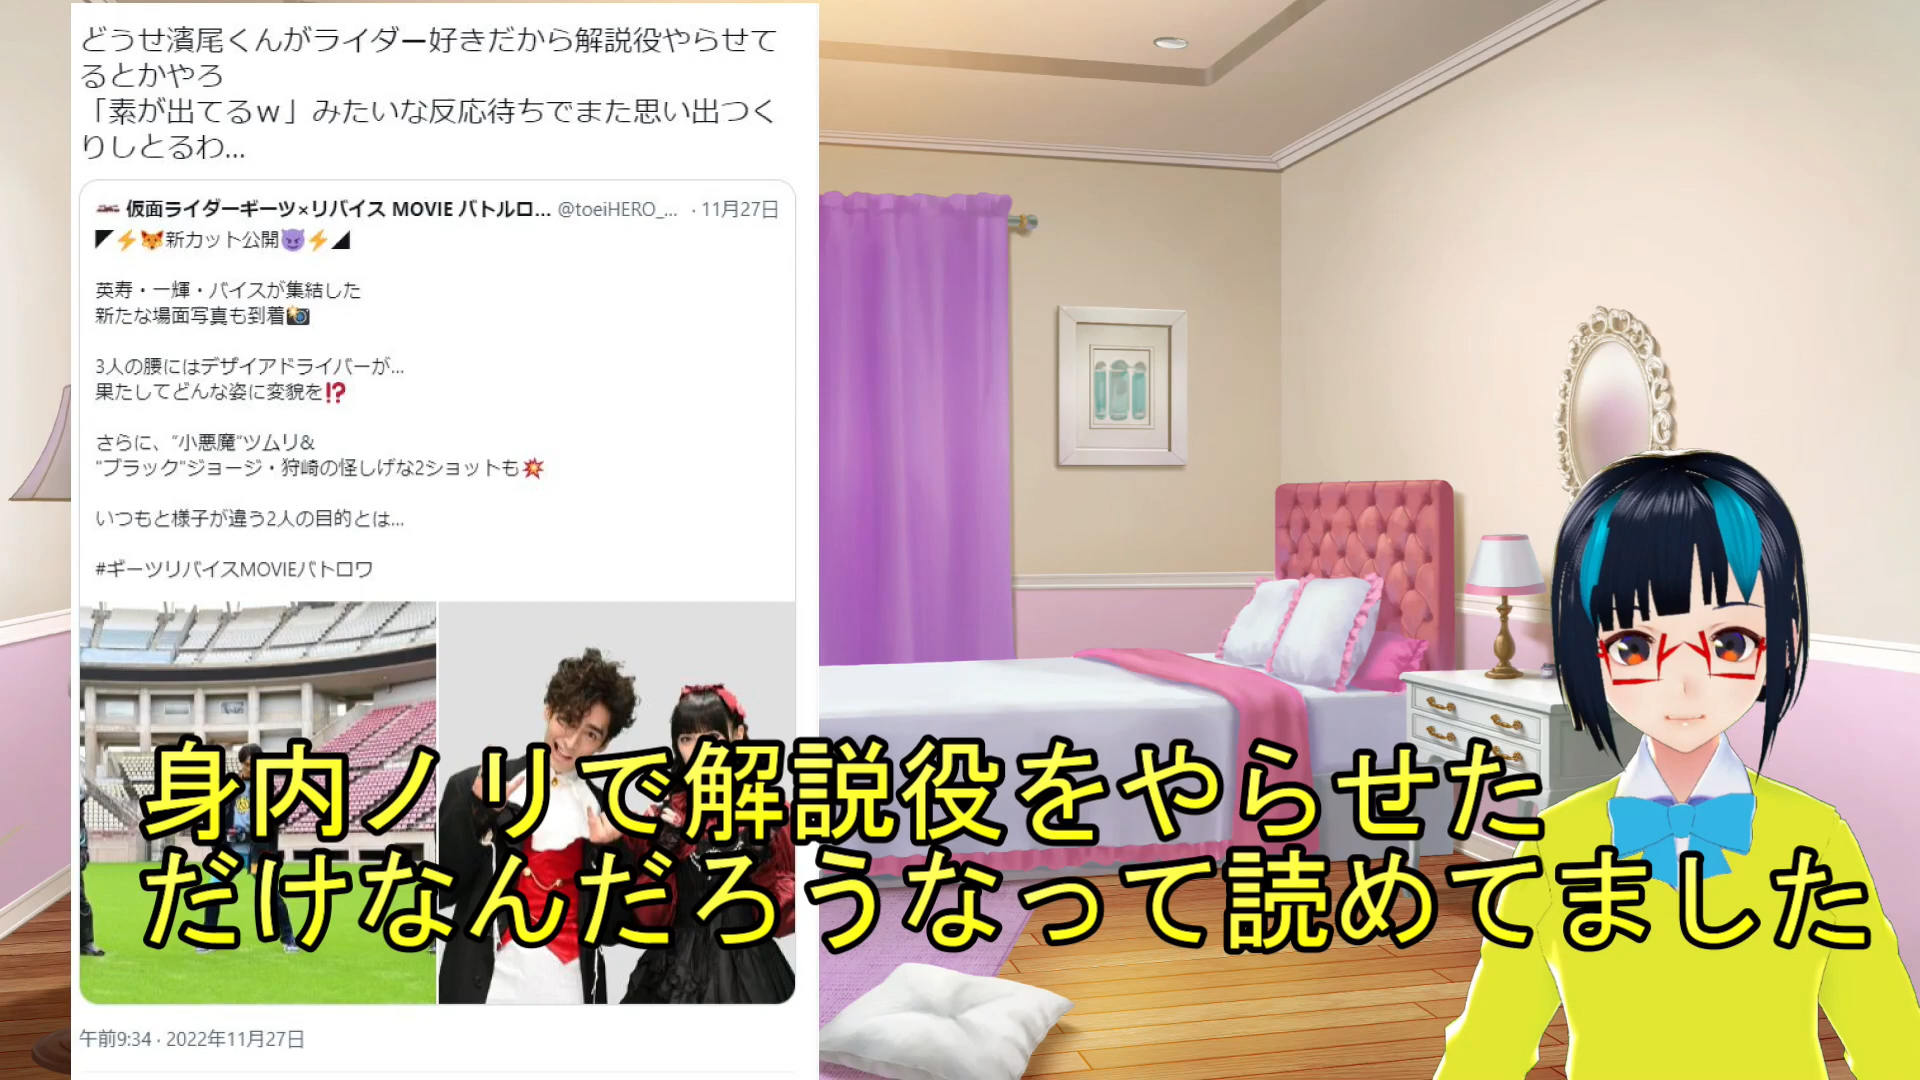 どうせ濱尾くんがライダー好きだから解説役やらせて
るとかやろ
「素が出てるｗ」みたいな反応待ちでまた思い出つく
りしとるわ...
仮面ライダーギーツ×リバイス MOVIE バトルロ... @toeiHERO_... · 11月27日
◤⚡🦊新カット公開😈⚡◢
英寿・一輝・バイスが集結した
新たな場面写真も到着📸
3人の腰にはデザイアドライバーが...
果たしてどんな姿に変貌を⁉
さらに、“小悪魔”ツムリ&
“ブラック”ジョージ・狩崎の怪しげな2ショットも💥
いつもと様子が違う2人の目的とは...
#ギーツリバイスMOVIEバトロワ
身内ノリで解説役をやらせた
だけなんだろうなって読めてました
午前9:34 · 2022年11月27日